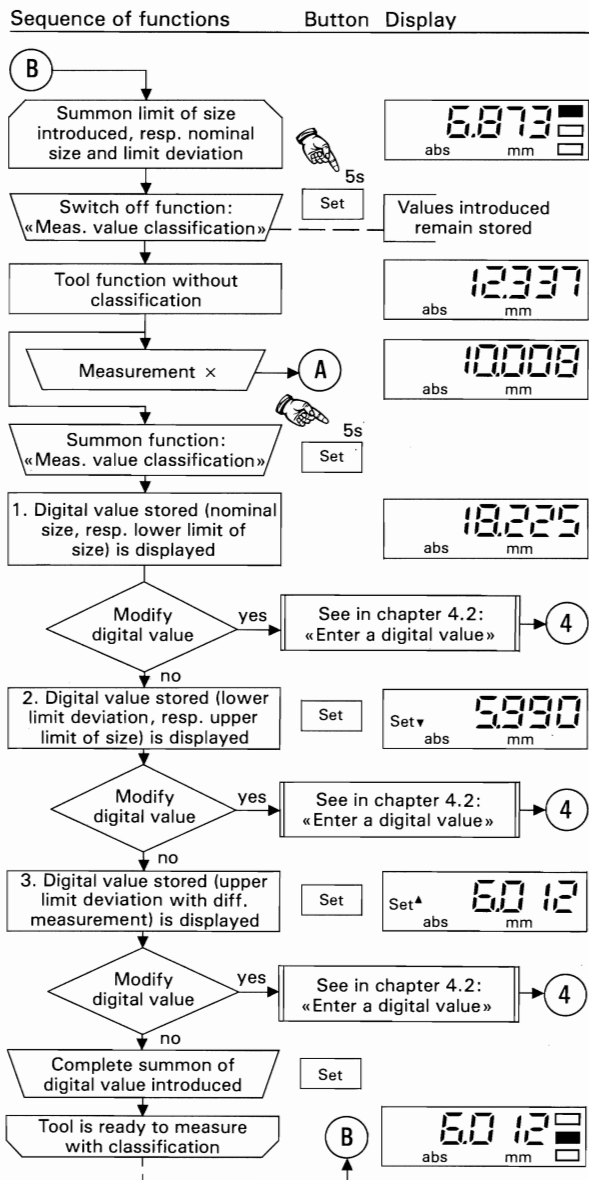 Sequence of functions Button Display
B
Summon limit of size
introduced, resp. nominal
size and limit deviation
6.873
abs mm
5s
Set
Switch off function:
«Meas. value classification»
Values introduced
remain stored
Tool function without
classification
12.337
abs mm
Measurement ×
A
10.008
abs mm
5s
Summon function:
«Meas. value classification»
Set
1. Digital value stored (nominal
size, resp. lower limit of
size) is displayed
18.225
abs mm
Modify
digital value
yes
See in chapter 4.2:
«Enter a digital value»
4
no
2. Digital value stored (lower
limit deviation, resp. upper
limit of size) is displayed
Set
Set▼ 5.990
abs mm
Modify
digital value
yes
See in chapter 4.2:
«Enter a digital value»
4
no
3. Digital value stored (upper
limit deviation with diff.
measurement) is displayed
Set
Set▲ 6.012
abs mm
Modify
digital value
yes
See in chapter 4.2:
«Enter a digital value»
4
no
Complete summon of
digital value introduced
Set
Tool is ready to measure
with classification
B
6.012
abs mm